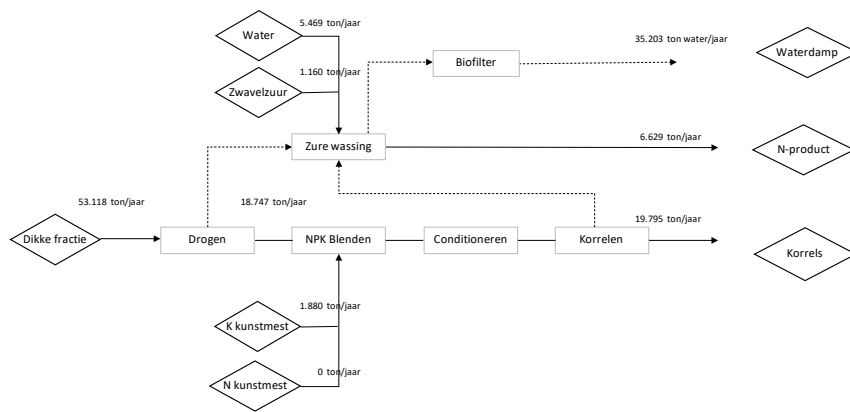 5.469 ton/jaar
Water
35.203 ton water/jaar
Waterdamp
Biofilter
1.160 ton/jaar
Zwavelzuur
6.629 ton/jaar
Zure wassing
N-product
53.118 ton/jaar
18.747 ton/jaar
19.795 ton/jaar
Dikke fractie
Drogen
NPK Blenden
Conditioneren
Korrelen
Korrels
1.880 ton/jaar
K kunstmest
0 ton/jaar
N kunstmest